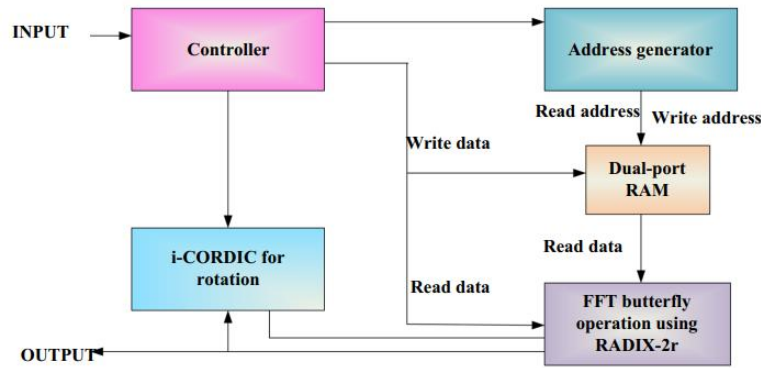 INPUT
Controller
Address generator
Read address
Write address
Write data
Dual-port
RAM
i-CORDIC for
rotation
Read data
Read data
FFT butterfly
operation using
RADIX-2r
OUTPUT